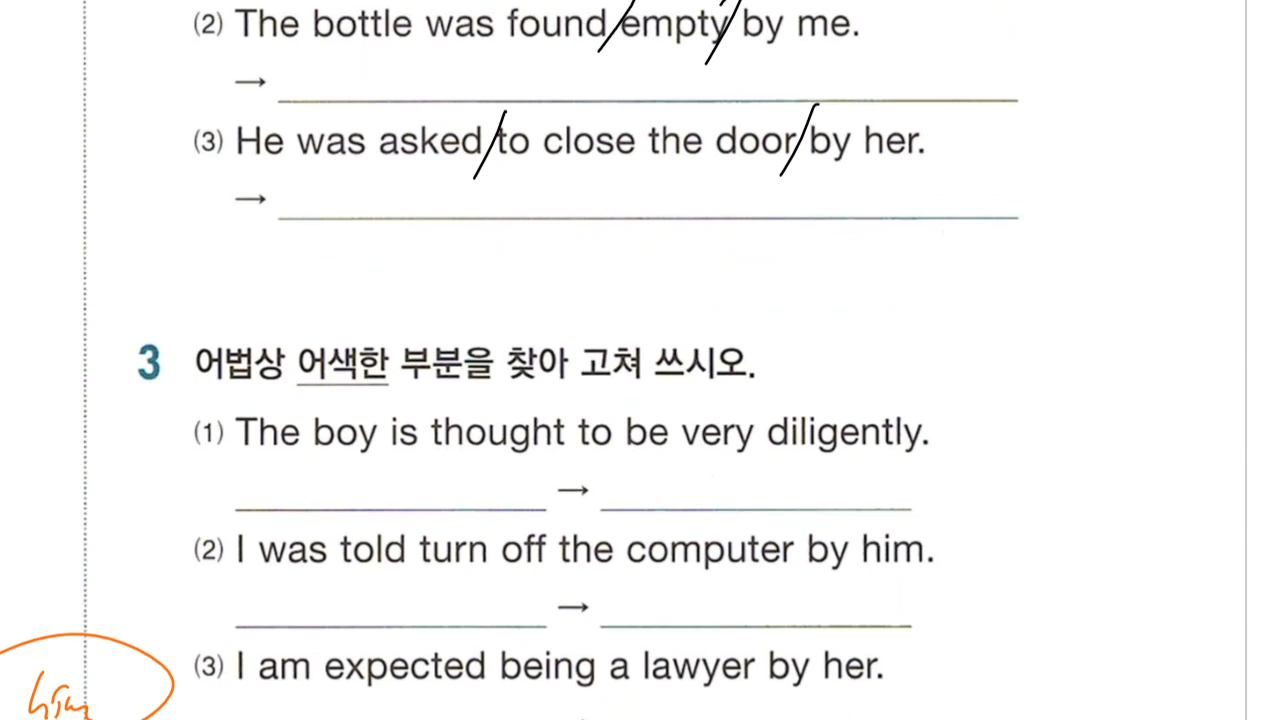 (2) The bottle was found/empty/by me.
→
(3) He was asked/to close the door/by her.
→
3 어법상 어색한 부분을 찾아 고쳐 쓰시오.
(1) The boy is thought to be very diligently.
→
(2) I was told turn off the computer by him.
→
(3) I am expected being a lawyer by her.